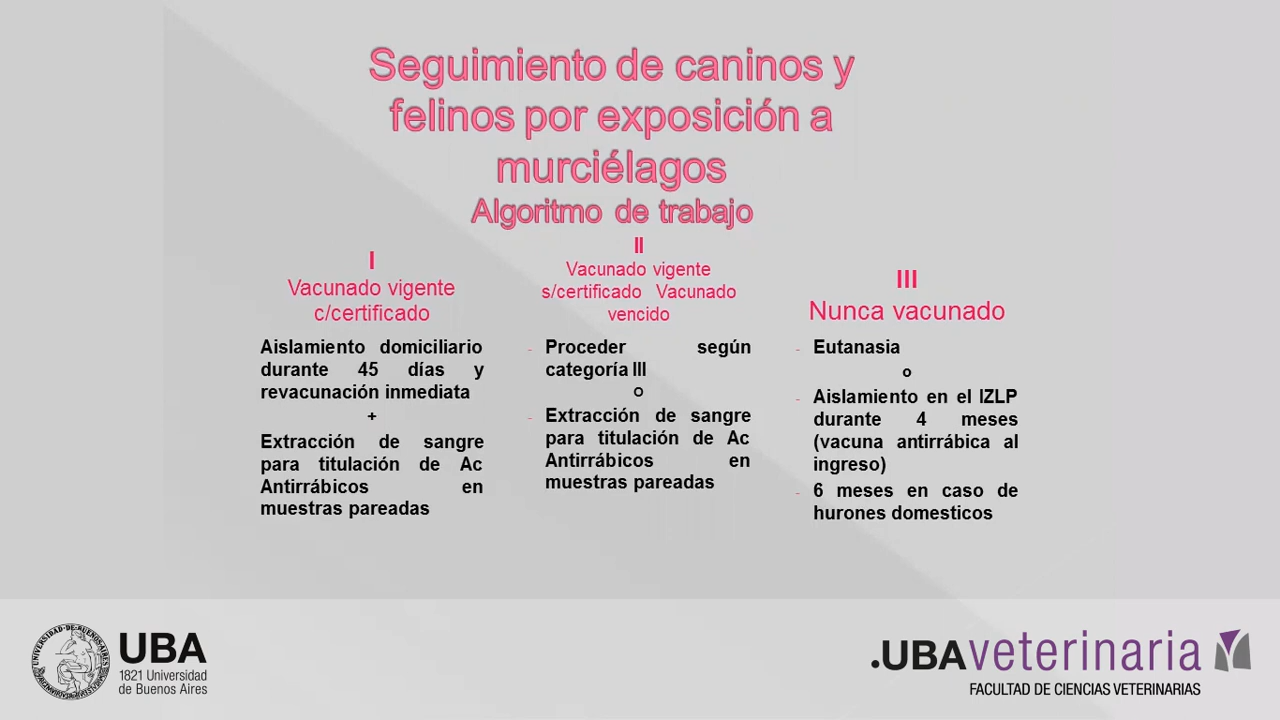 Seguimiento de caninos y
felinos por exposición a
murciélagos
Algoritmo de trabajo
I
Vacunado vigente
c/certificado
Aislamiento domiciliario
durante 45 días y
revacunación inmediata
+
Extracción de sangre
para titulación de Ac
Antirrábicos en
muestras pareadas
II
Vacunado vigente
s/certificado Vacunado
vencido
- Proceder según
categoría III
o
- Extracción de sangre
para titulación de Ac
Antirrábicos en
muestras pareadas
III
Nunca vacunado
- Eutanasia
o
- Aislamiento en el IZLP
durante 4 meses
(vacuna antirrábica al
ingreso)
- 6 meses en caso de
hurones domesticos
UBA
1821 Universidad
de Buenos Aires
.UBAveterinaria
FACULTAD DE CIENCIAS VETERINARIAS